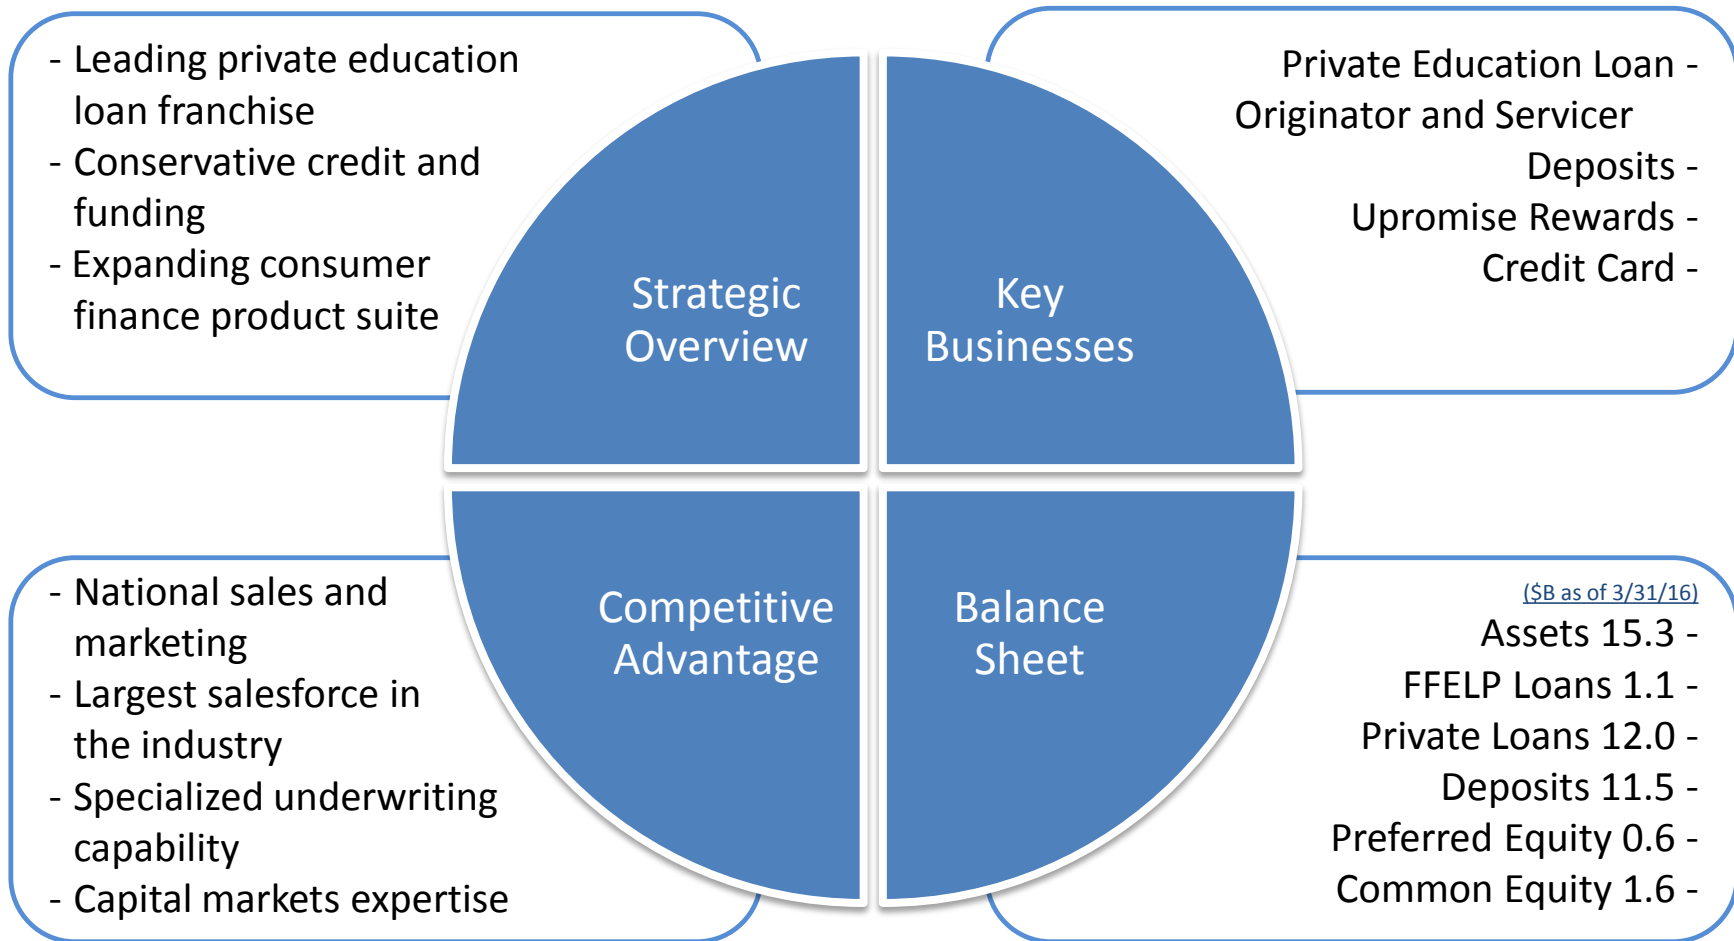 - Leading private education
loan franchise
- Conservative credit and
funding
- Expanding consumer
finance product suite
Strategic
Overview
Private Education Loan -
Originator and Servicer
Deposits -
Upromise Rewards -
Credit Card -
Key
Businesses
- National sales and
marketing
- Largest salesforce in
the industry
- Specialized underwriting
capability
- Capital markets expertise
Competitive
Advantage
Balance
Sheet
($B as of 3/31/16)
Assets 15.3 -
FFELP Loans 1.1 -
Private Loans 12.0 -
Deposits 11.5 -
Preferred Equity 0.6 -
Common Equity 1.6 -